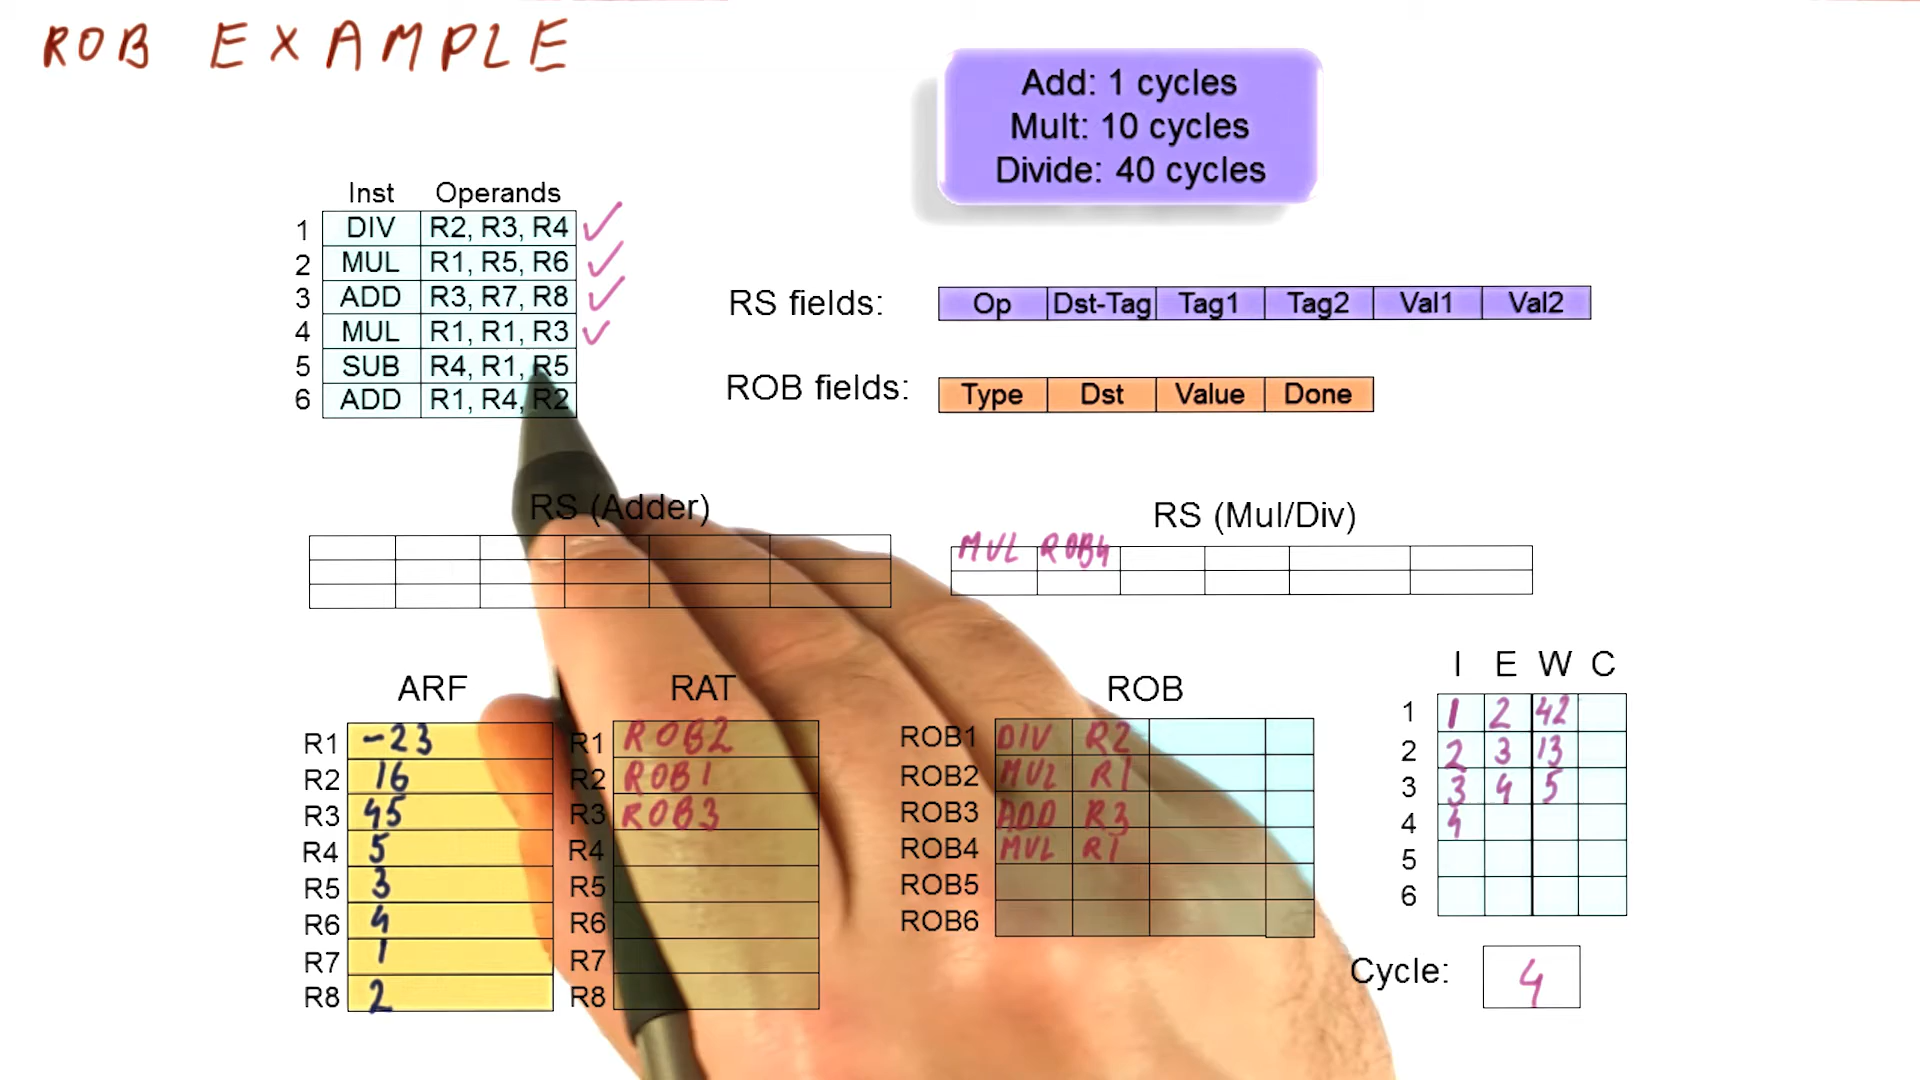 ROB EXAMPLE
Add: 1 cycles
Mult: 10 cycles
Divide: 40 cycles
Inst Operands
1 DIV R2, R3, R4 ✓
2 MUL R1, R5, R6 ✓
3 ADD R3, R7, R8 ✓
4 MUL R1, R1, R3 ✓
5 SUB R4, R1, R5
6 ADD R1, R4, R2
RS fields: Op Dst-Tag Tag1 Tag2 Val1 Val2
ROB fields: Type Dst Value Done
RS (Adder)
RS (Mul/Div)
MUL ROB4
ARF
R1 -23
R2 16
R3 45
R4 5
R5 3
R6 4
R7 1
R8 2
RAT
R1 ROB2
R2 ROB1
R3 ROB3
R4
R5
R6
R7
R8
ROB
ROB1 DIV R2
ROB2 MUL R1
ROB3 ADD R3
ROB4 MUL R1
ROB5
ROB6
I E W C
1 1 2 42
2 2 3 13
3 3 4 5
4 4
5
6
Cycle: 4